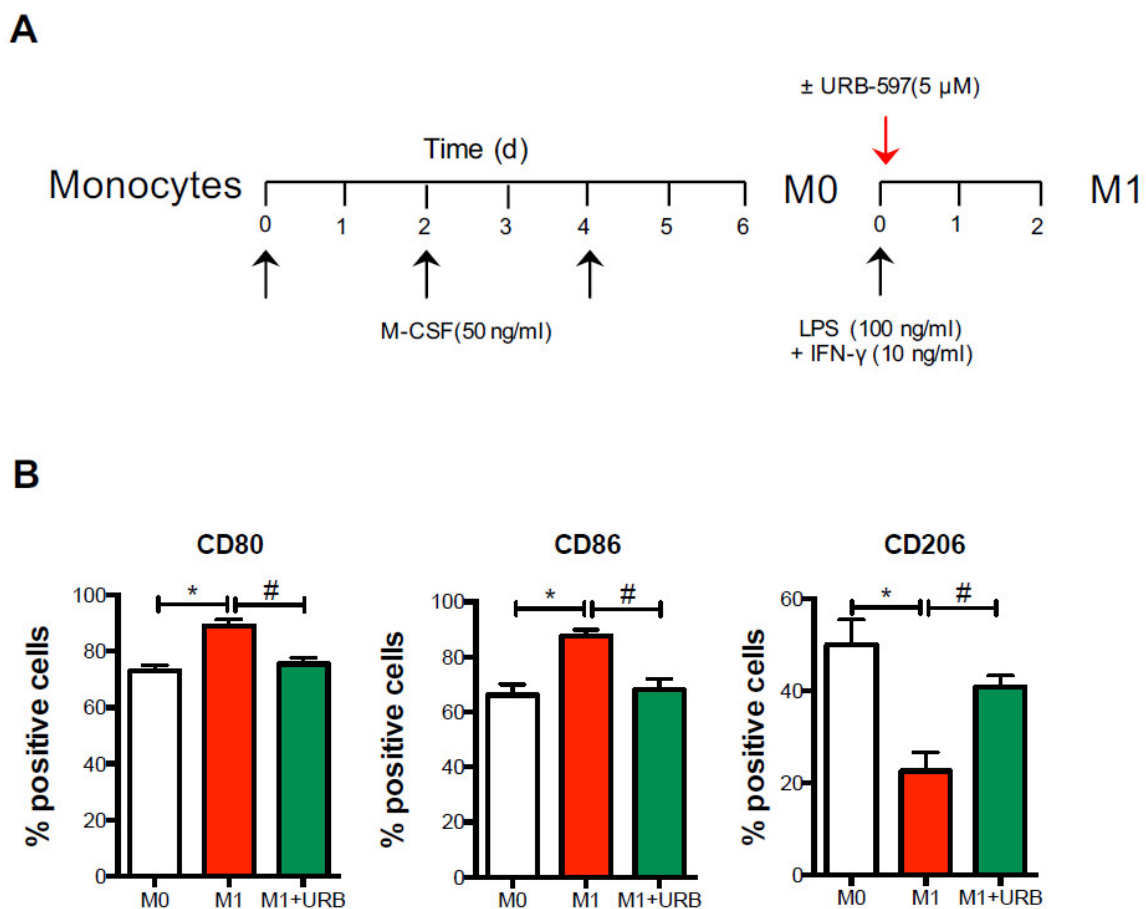 A
± URB-597(5 µM)
Time (d)
Monocytes
M0
M1
0 1 2 3 4 5 6
0 1 2
M-CSF(50 ng/ml)
LPS (100 ng/ml)
+ IFN-γ (10 ng/ml)
B
CD80
% positive cells
100
80
60
40
20
0
* #
M0 M1 M1+URB
CD86
% positive cells
100
80
60
40
20
0
* #
M0 M1 M1+URB
CD206
% positive cells
60
40
20
0
* #
M0 M1 M1+URB